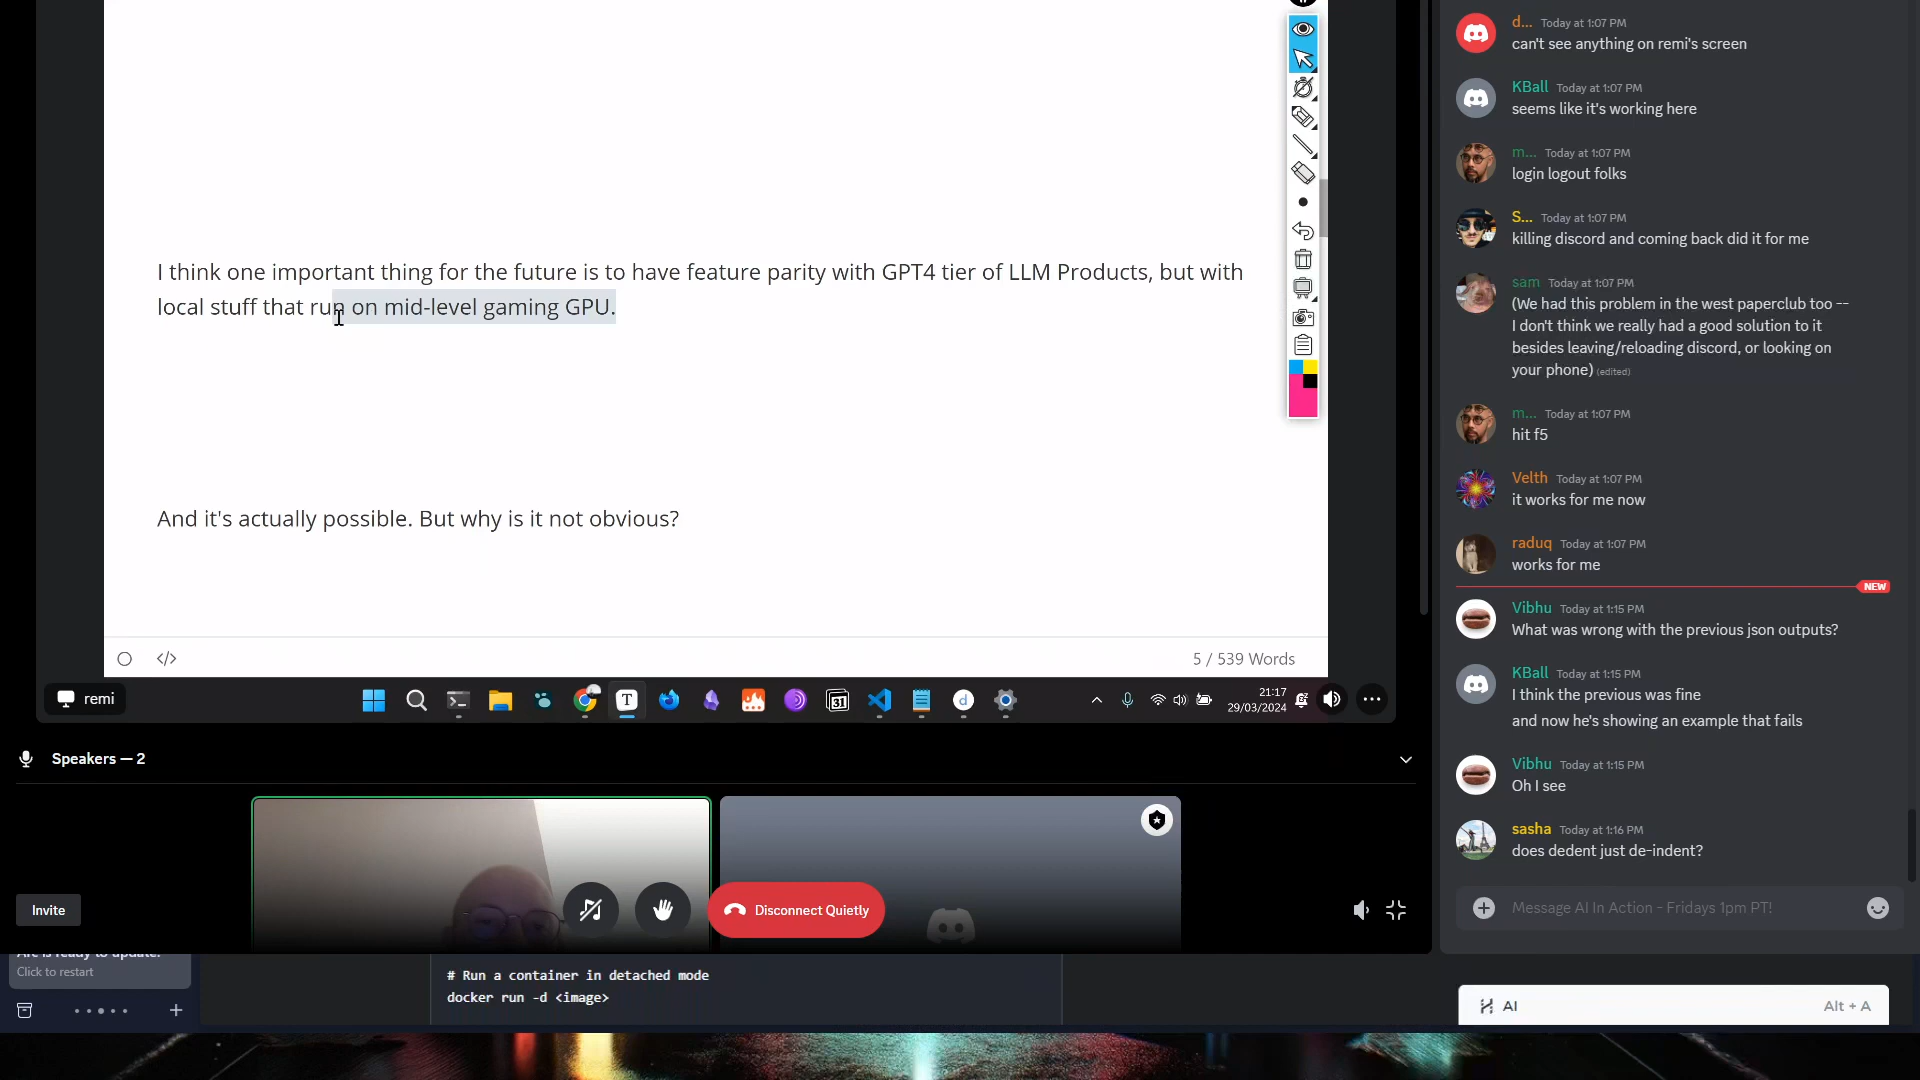 I think one important thing for the future is to have feature parity with GPT4 tier of LLM Products, but with
local stuff that run on mid-level gaming GPU.
And it's actually possible. But why is it not obvious?
5 / 539 Words
remi
31
21:17
29/03/2024
Speakers — 2
Invite
Disconnect Quietly
Click to restart
# Run a container in detached mode
docker run -d <image>
d... Today at 1:07 PM
can't see anything on remi's screen
KBall Today at 1:07 PM
seems like it's working here
m... Today at 1:07 PM
login logout folks
S... Today at 1:07 PM
killing discord and coming back did it for me
sam Today at 1:07 PM
(We had this problem in the west paperclub too --
I don't think we really had a good solution to it
besides leaving/reloading discord, or looking on
your phone) (edited)
m... Today at 1:07 PM
hit f5
Velth Today at 1:07 PM
it works for me now
raduq Today at 1:07 PM
works for me
NEW
Vibhu Today at 1:15 PM
What was wrong with the previous json outputs?
KBall Today at 1:15 PM
I think the previous was fine
and now he's showing an example that fails
Vibhu Today at 1:15 PM
Oh I see
sasha Today at 1:16 PM
does dedent just de-indent?
Message AI In Action - Fridays 1pm PT!
AI Alt + A